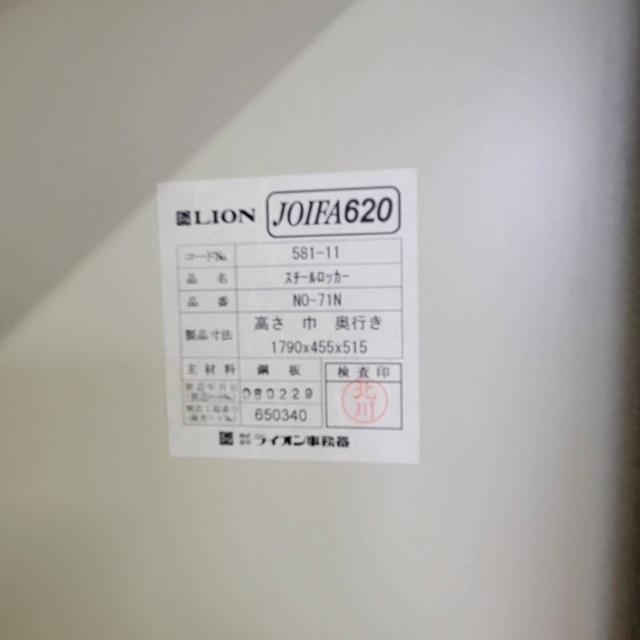 LION JOIFA620
コードNo. 581-11
品名 スチールロッカー
品番 NO-71N
製品寸法 高さ 巾 奥行き
1790x455x515
主材料 鋼板 検査印
080229
650340
北川
ライオン事務器